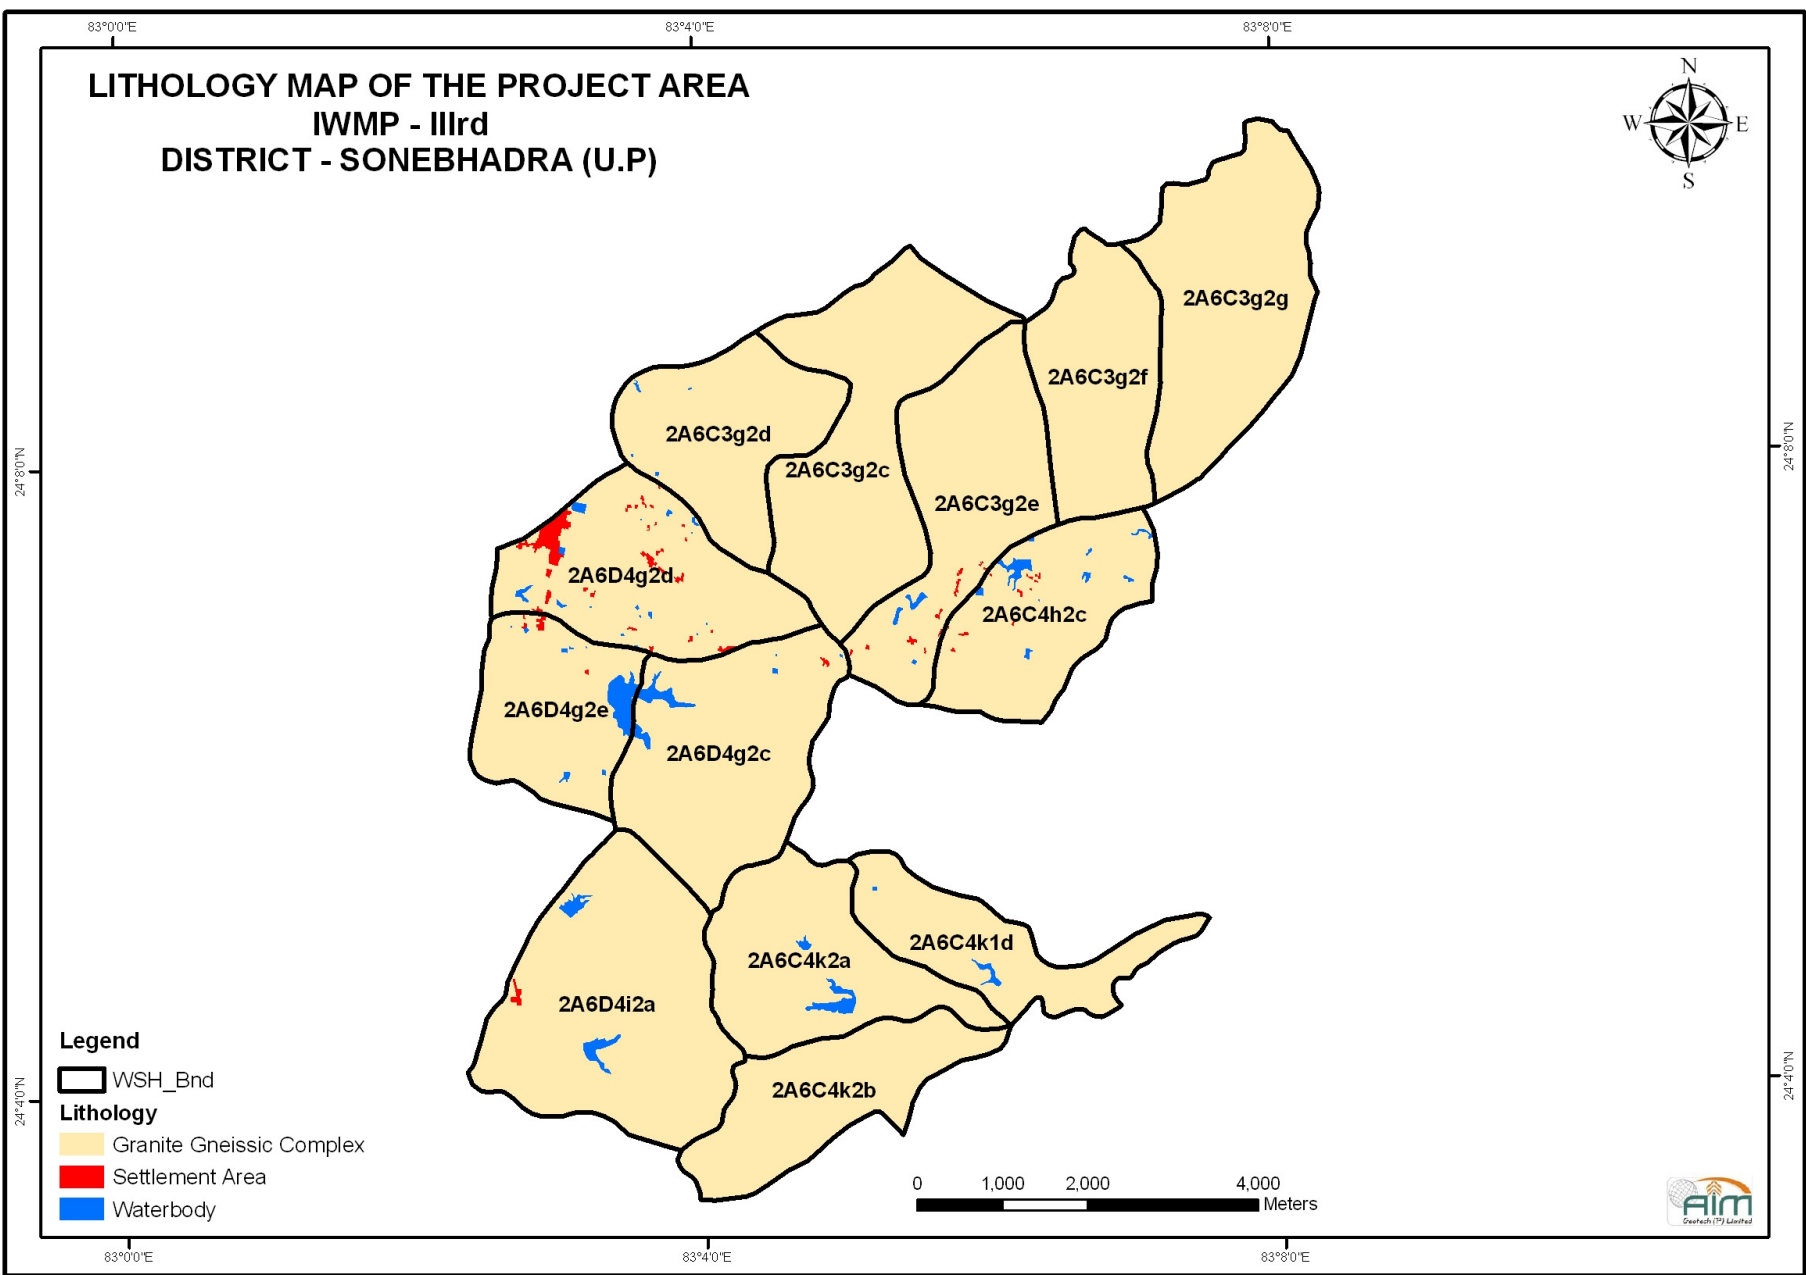 83°0'0"E
83°4'0"E
83°8'0"E
LITHOLOGY MAP OF THE PROJECT AREA
IWMP - IIIrd
DISTRICT - SONEBHADRA (U.P)
N
W
E
S
2A6C3g2g
2A6C3g2f
2A6C3g2d
2A6C3g2c
2A6C3g2e
24°8'0"N
24°8'0"N
2A6D4g2d
2A6C4h2c
2A6D4g2e
2A6D4g2c
2A6C4k1d
2A6C4k2a
2A6D4i2a
2A6C4k2b
24°4'0"N
24°4'0"N
Legend
WSH_Bnd
Lithology
Granite Gneissic Complex
Settlement Area
Waterbody
0 1,000 2,000 4,000
Meters
AIM
Geotech (P) Limited
83°0'0"E
83°4'0"E
83°8'0"E